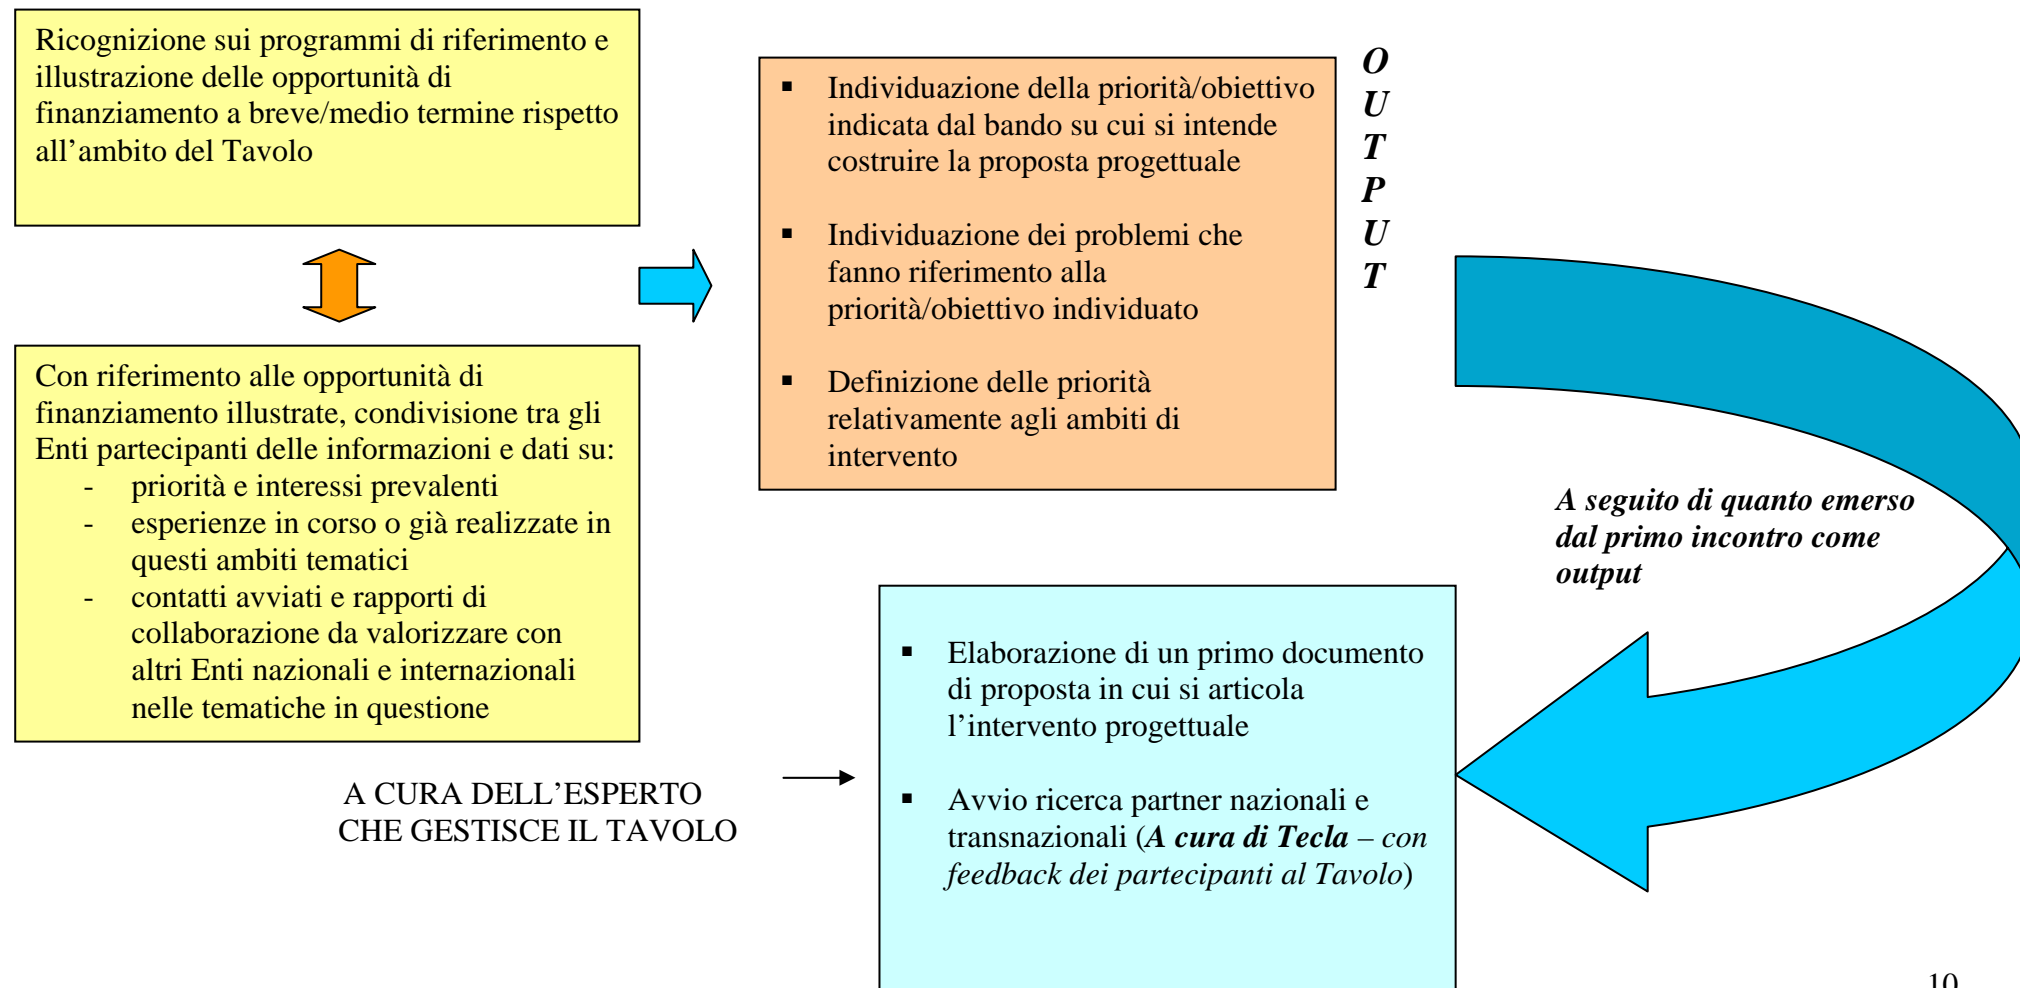 Ricognizione sui programmi di riferimento e
illustrazione delle opportunità di
finanziamento a breve/medio termine rispetto
all’ambito del Tavolo
Con riferimento alle opportunità di
finanziamento illustrate, condivisione tra gli
Enti partecipanti delle informazioni e dati su:
- priorità e interessi prevalenti
- esperienze in corso o già realizzate in
questi ambiti tematici
- contatti avviati e rapporti di
collaborazione da valorizzare con
altri Enti nazionali e internazionali
nelle tematiche in questione
▪ Individuazione della priorità/obiettivo
indicata dal bando su cui si intende
costruire la proposta progettuale
▪ Individuazione dei problemi che
fanno riferimento alla
priorità/obiettivo individuato
▪ Definizione delle priorità
relativamente agli ambiti di
intervento
O
U
T
P
U
T
A seguito di quanto emerso
dal primo incontro come
output
A CURA DELL’ESPERTO
CHE GESTISCE IL TAVOLO
▪ Elaborazione di un primo documento
di proposta in cui si articola
l’intervento progettuale
▪ Avvio ricerca partner nazionali e
transnazionali (A cura di Tecla – con
feedback dei partecipanti al Tavolo)
10